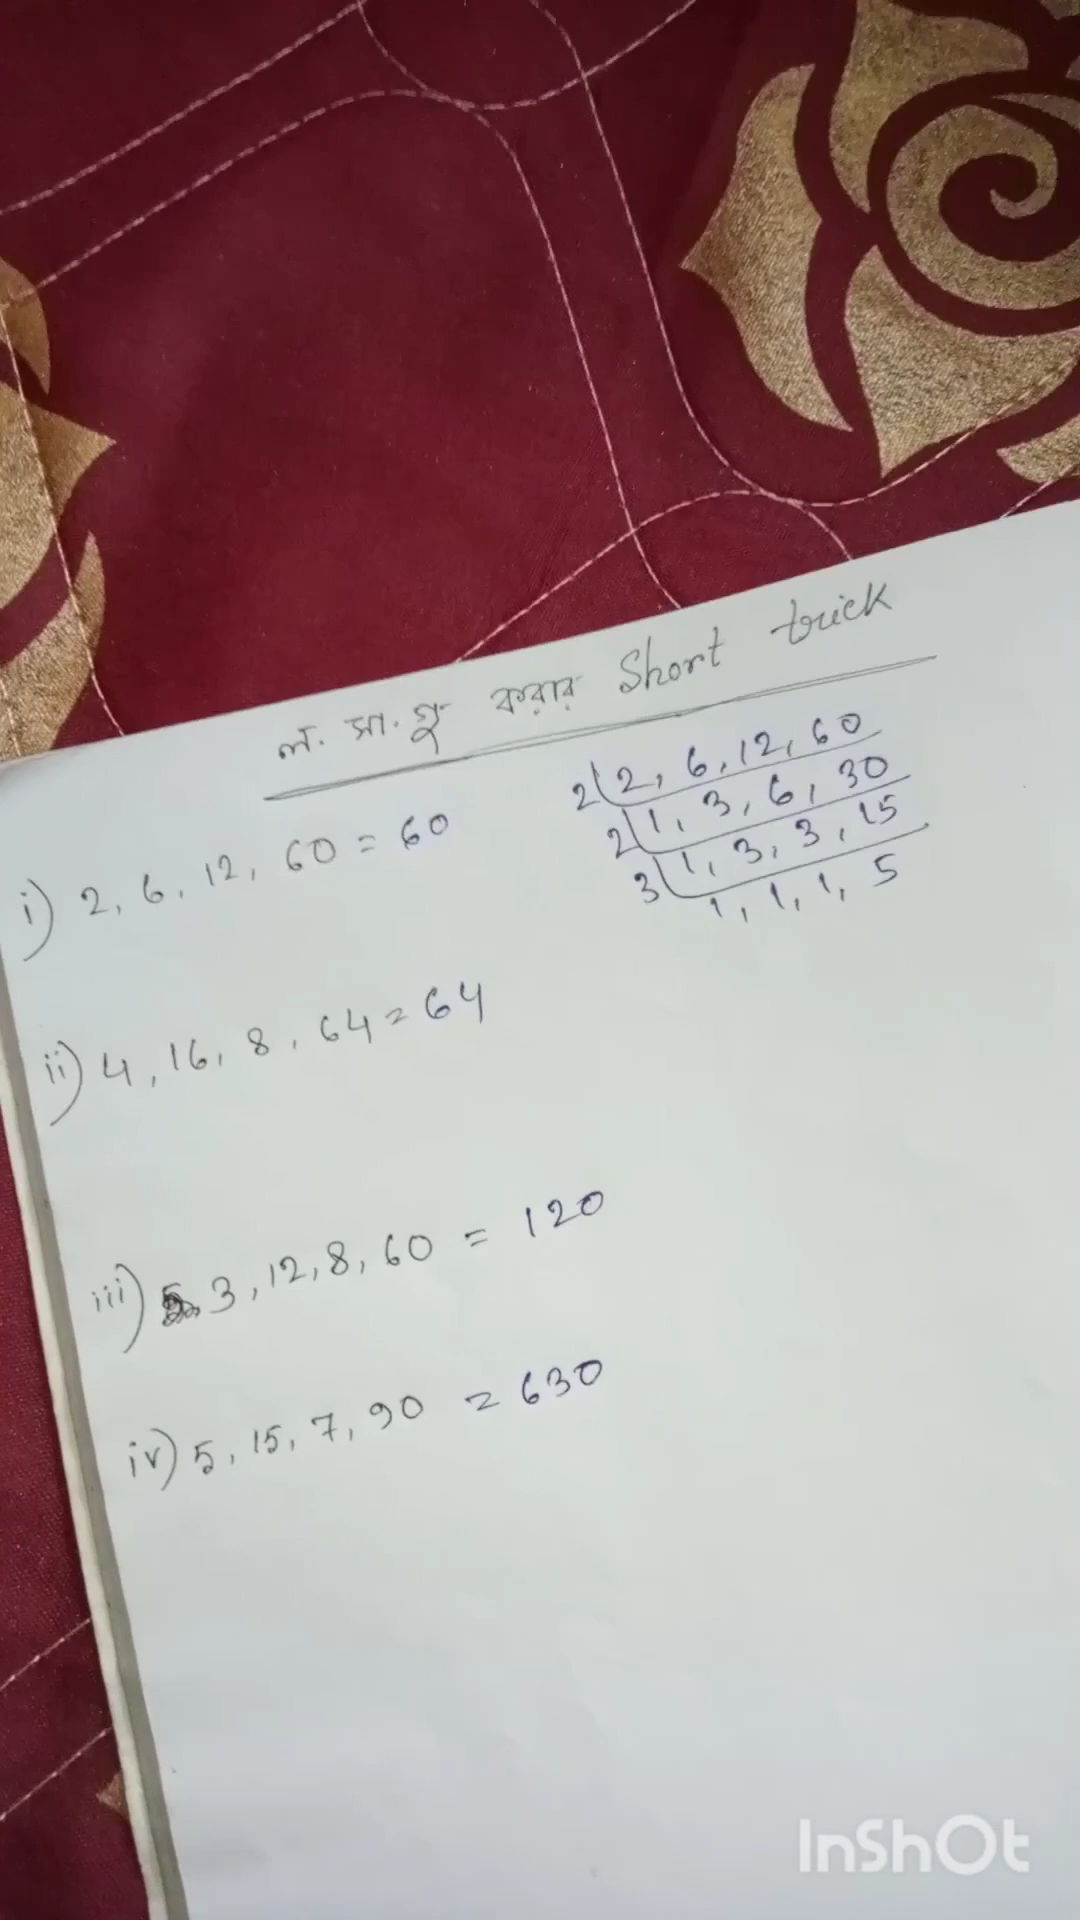 ল. সা. গু করার Short trick
i) 2, 6, 12, 60 = 60
2 2, 6, 12, 60
2 1, 3, 6, 30
3 1, 3, 3, 15
1, 1, 1, 5
ii) 4, 16, 8, 64 = 64
iii) 3, 12, 8, 60 = 120
iv) 5, 15, 7, 90 = 630
InShOt